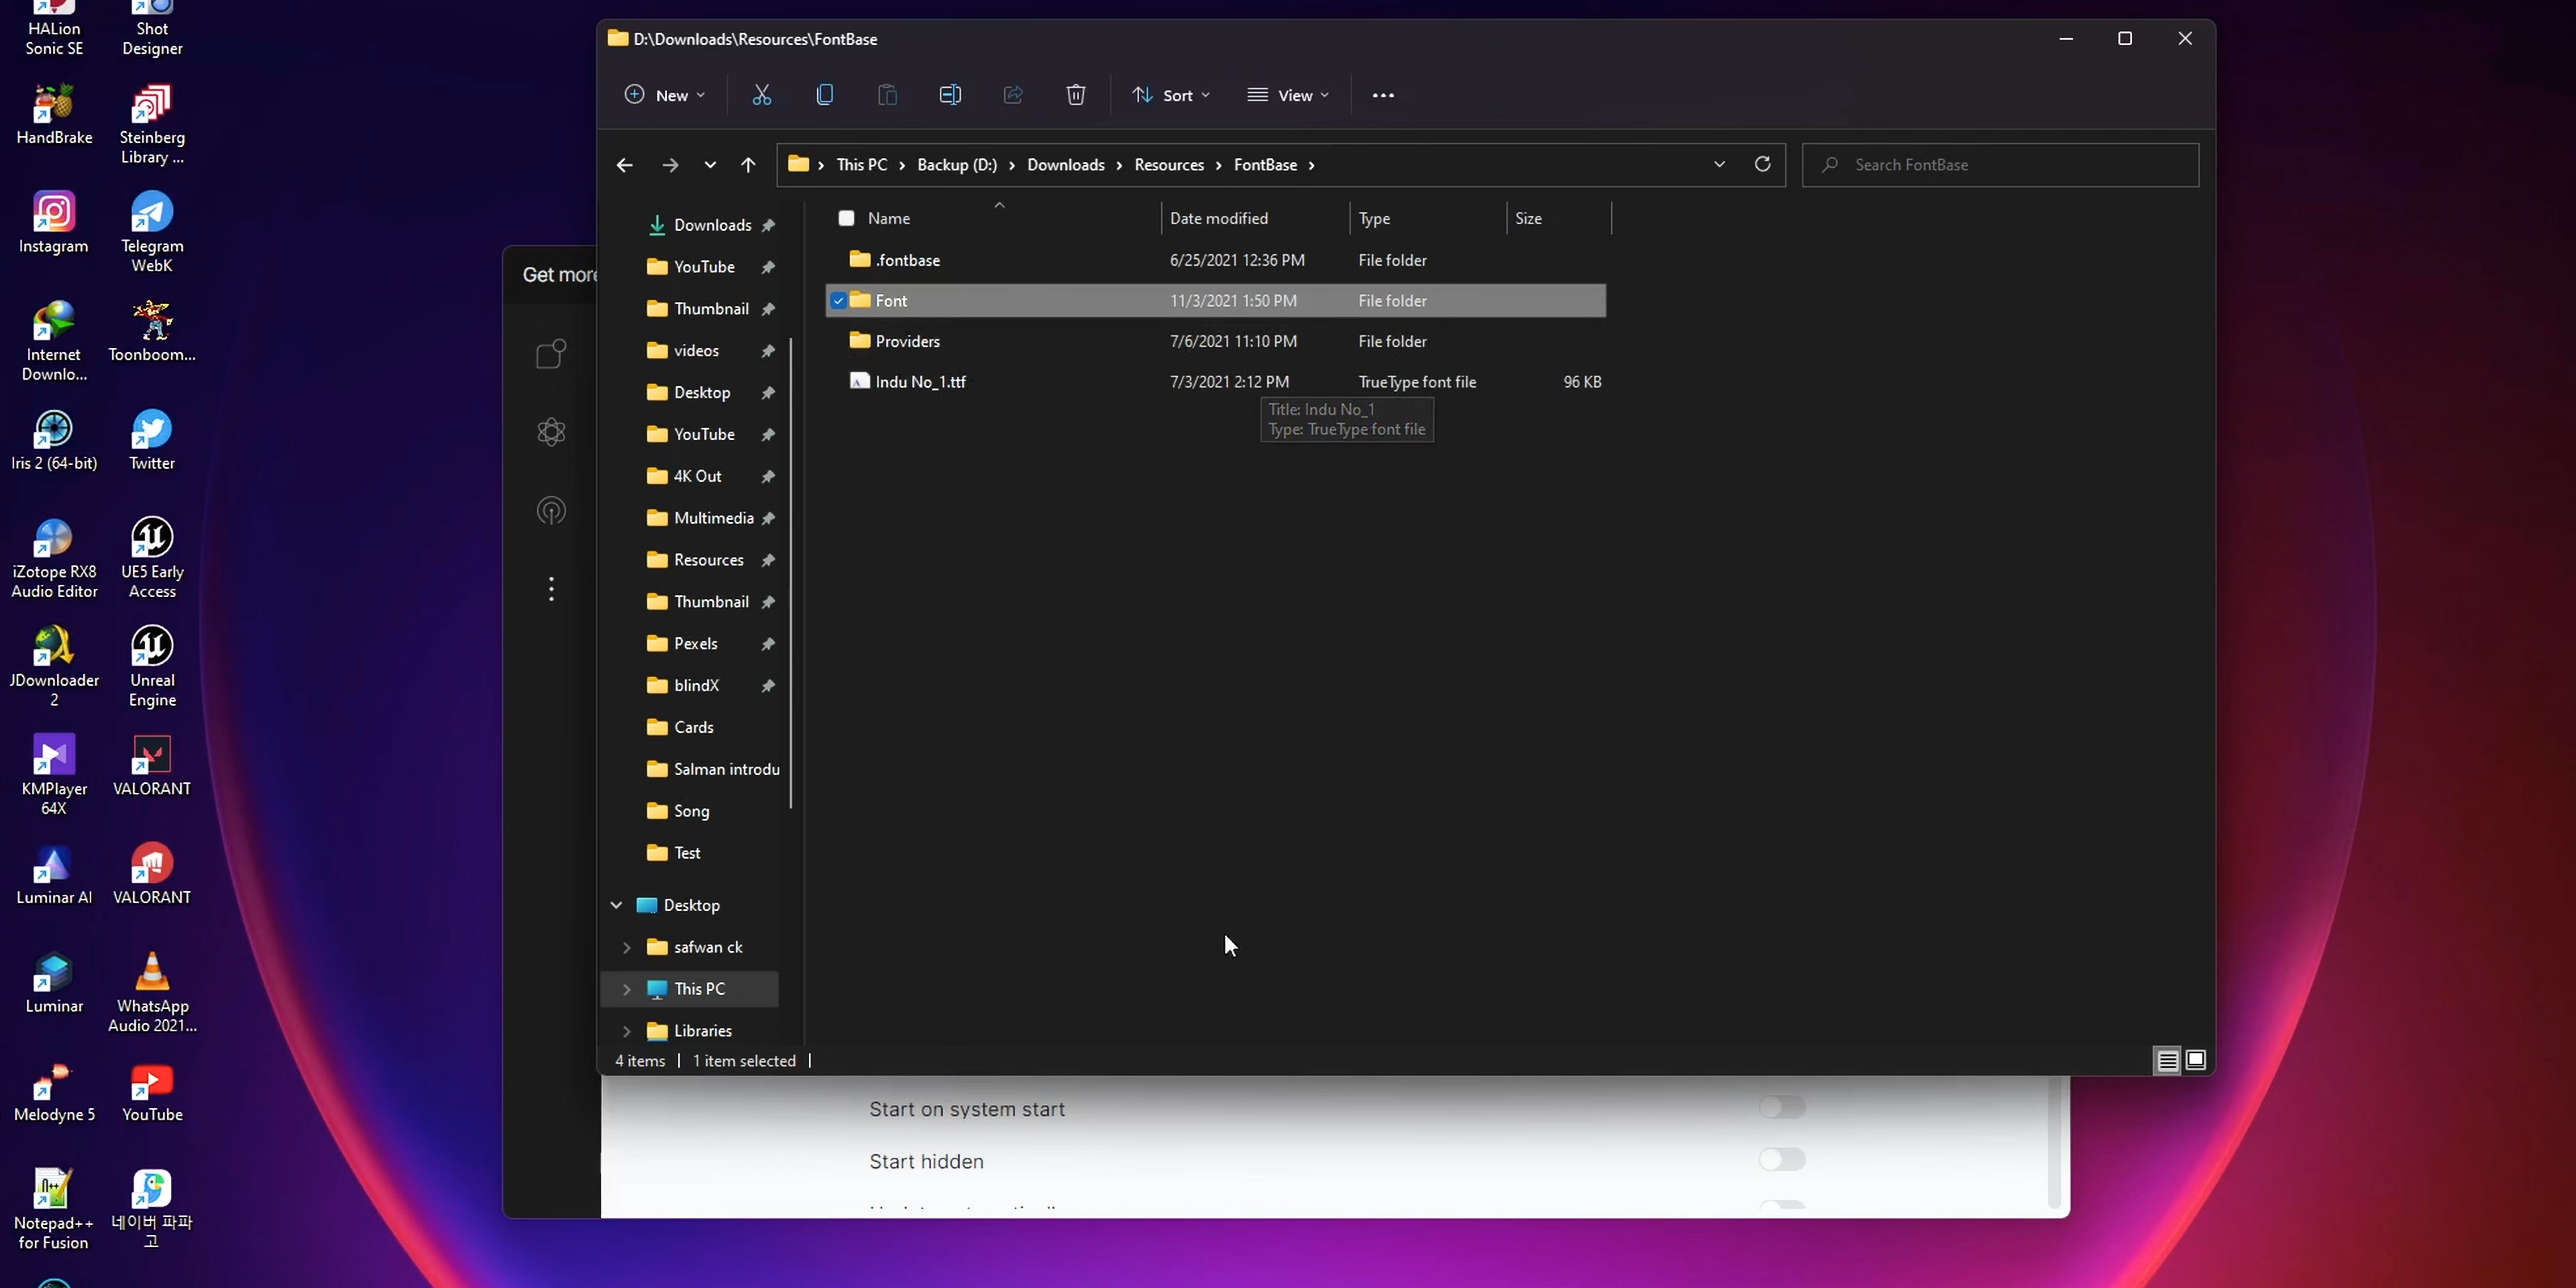 HALion
Sonic SE
Shot
Designer
HandBrake
Steinberg
Library ...
Instagram
Telegram
WebK
Internet
Downlo...
Toonboom...
Iris 2 (64-bit)
Twitter
iZotope RX8
Audio Editor
UE5 Early
Access
JDownloader
2
Unreal
Engine
KMPlayer
64X
VALORANT
Luminar AI
VALORANT
Luminar
WhatsApp
Audio 2021...
Melodyne 5
YouTube
Notepad++
for Fusion
네이버 파파
고
Get more
D:\Downloads\Resources\FontBase
New
Sort
View
This PC
Backup (D:)
Downloads
Resources
FontBase
Search FontBase
Downloads
YouTube
Thumbnail
videos
Desktop
YouTube
4K Out
Multimedia
Resources
Thumbnail
Pexels
blindX
Cards
Salman introdu
Song
Test
Desktop
safwan ck
This PC
Libraries
Name Date modified Type Size
.fontbase 6/25/2021 12:36 PM File folder
Font 11/3/2021 1:50 PM File folder
Providers 7/6/2021 11:10 PM File folder
Indu No_1.ttf 7/3/2021 2:12 PM TrueType font file 96 KB
Title: Indu No_1
Type: TrueType font file
4 items 1 item selected
Start on system start
Start hidden